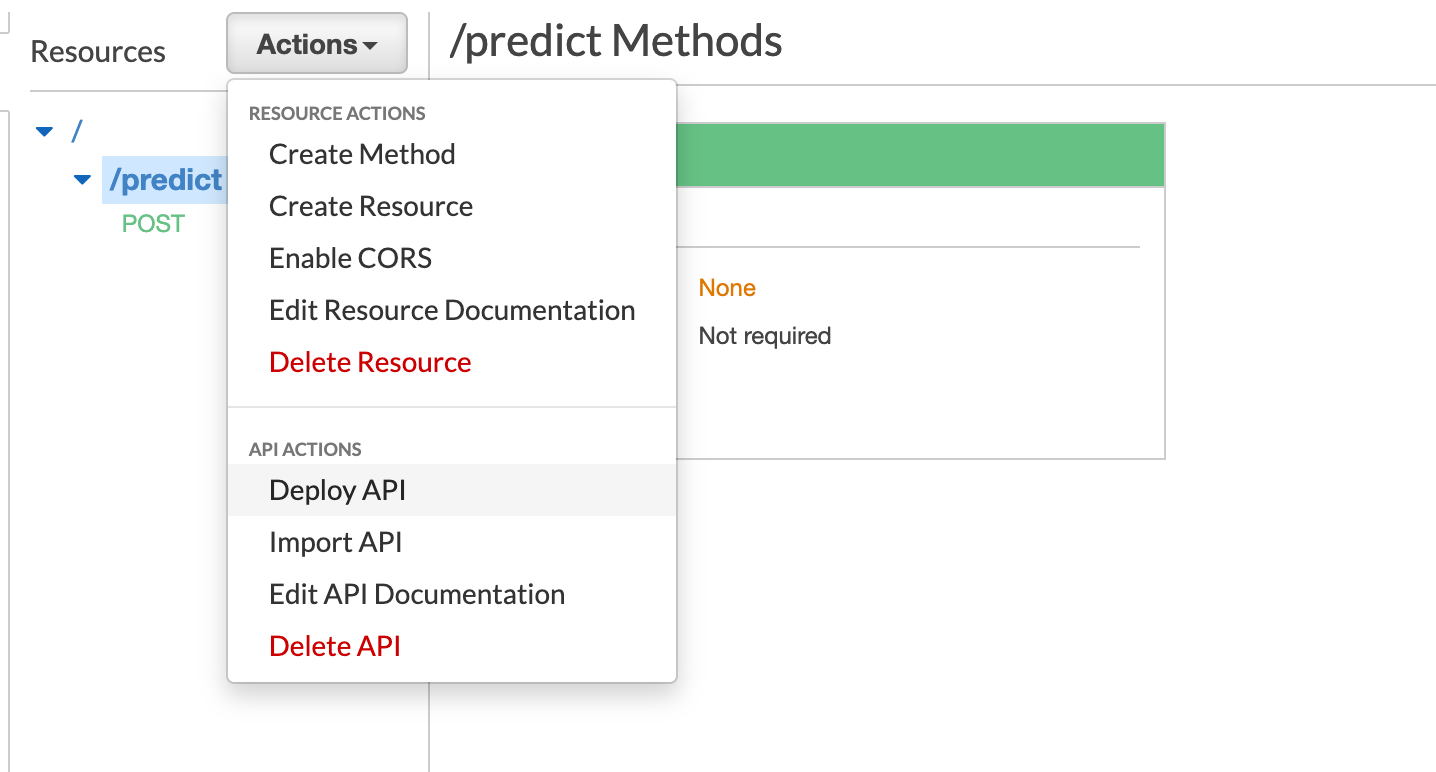 Resources
Actions
/predict Methods
/
/predict
POST
RESOURCE ACTIONS
Create Method
Create Resource
Enable CORS
Edit Resource Documentation
Delete Resource
API ACTIONS
Deploy API
Import API
Edit API Documentation
Delete API
None
Not required